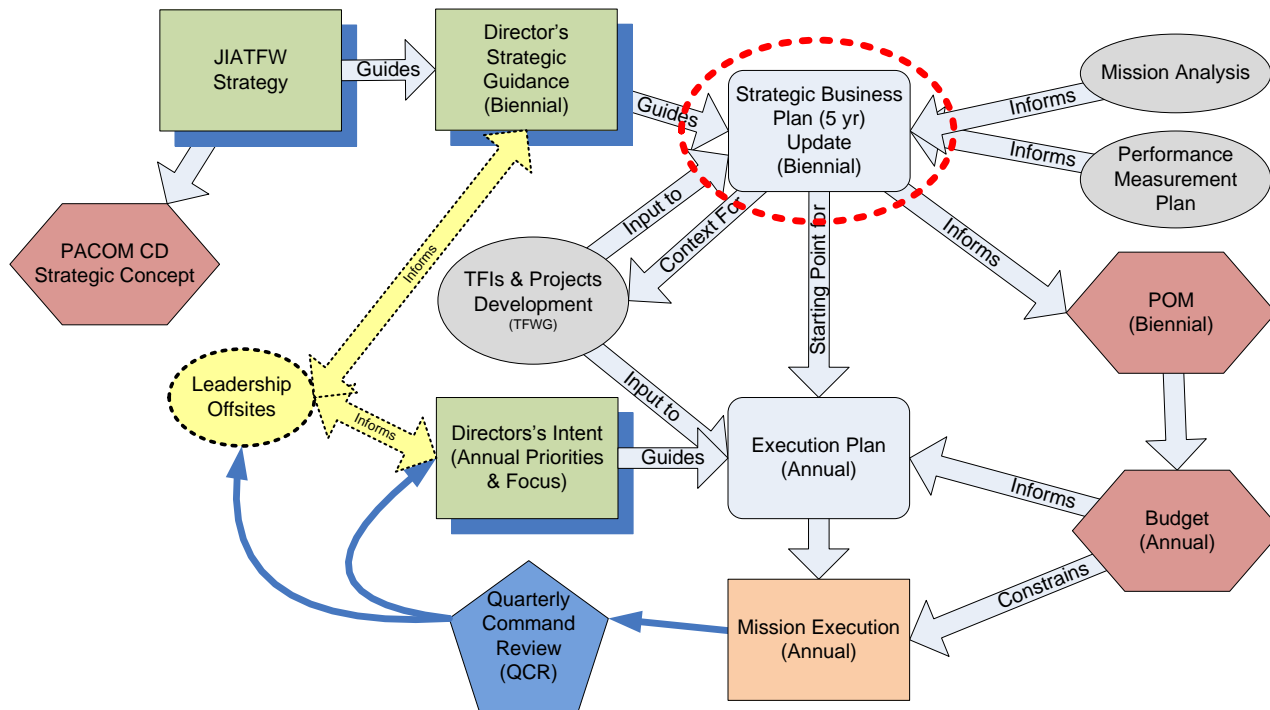 JIATFW
Strategy
Guides
Director's
Strategic
Guidance
(Biennial)
Guides
Strategic Business
Plan (5 yr)
Update
(Biennial)
Informs
Mission Analysis
Informs
Performance
Measurement
Plan
PACOM CD
Strategic Concept
Informs
Input to
Context For
Starting Point for
Informs
TFIs & Projects
Development
(TFWG)
POM
(Biennial)
Leadership
Offsites
Informs
Input to
Directors's Intent
(Annual Priorities
& Focus)
Guides
Execution Plan
(Annual)
Informs
Budget
(Annual)
Constrains
Quarterly
Command
Review
(QCR)
Mission Execution
(Annual)